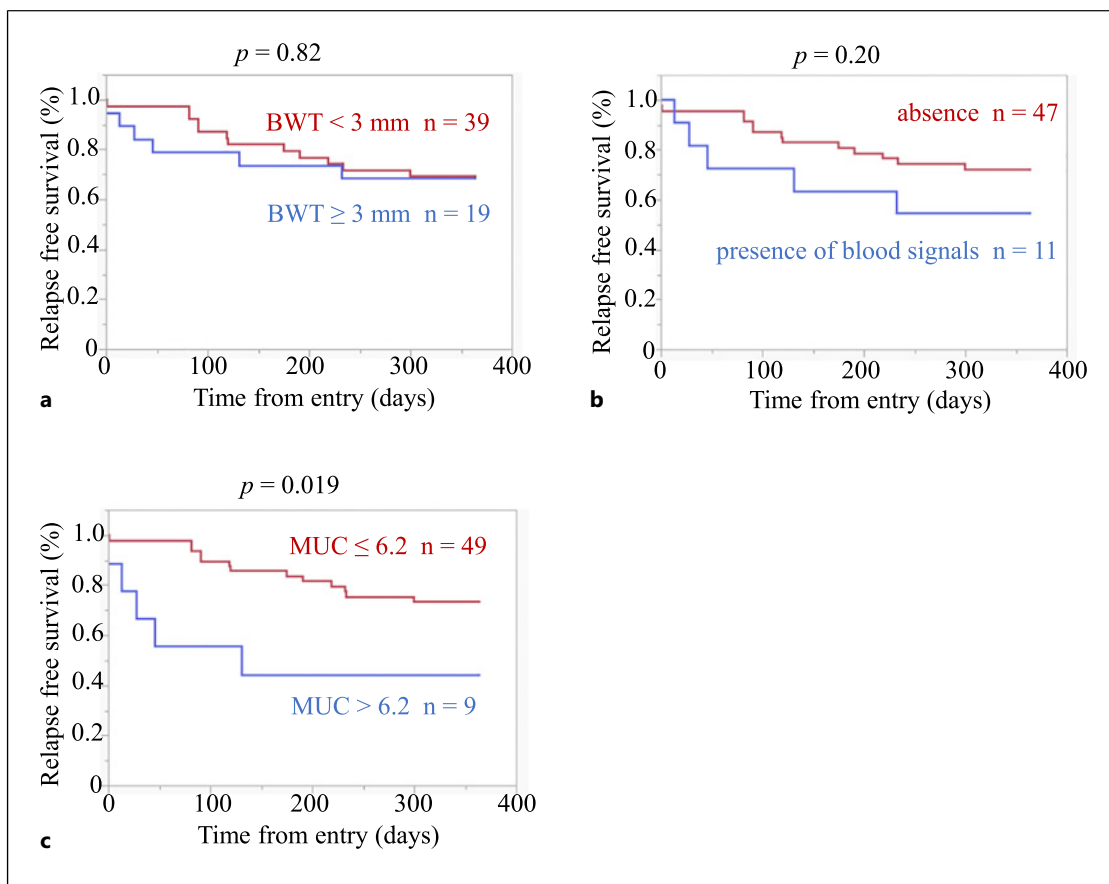 p = 0.82
Relapse free survival (%)
1.0
0.8
0.6
0.4
0.2
0
BWT < 3 mm n = 39
BWT ≥ 3 mm n = 19
0 100 200 300 400
Time from entry (days)
a
p = 0.20
Relapse free survival (%)
1.0
0.8
0.6
0.4
0.2
0
absence n = 47
presence of blood signals n = 11
0 100 200 300 400
Time from entry (days)
b
p = 0.019
Relapse free survival (%)
1.0
0.8
0.6
0.4
0.2
0
MUC ≤ 6.2 n = 49
MUC > 6.2 n = 9
0 100 200 300 400
Time from entry (days)
c